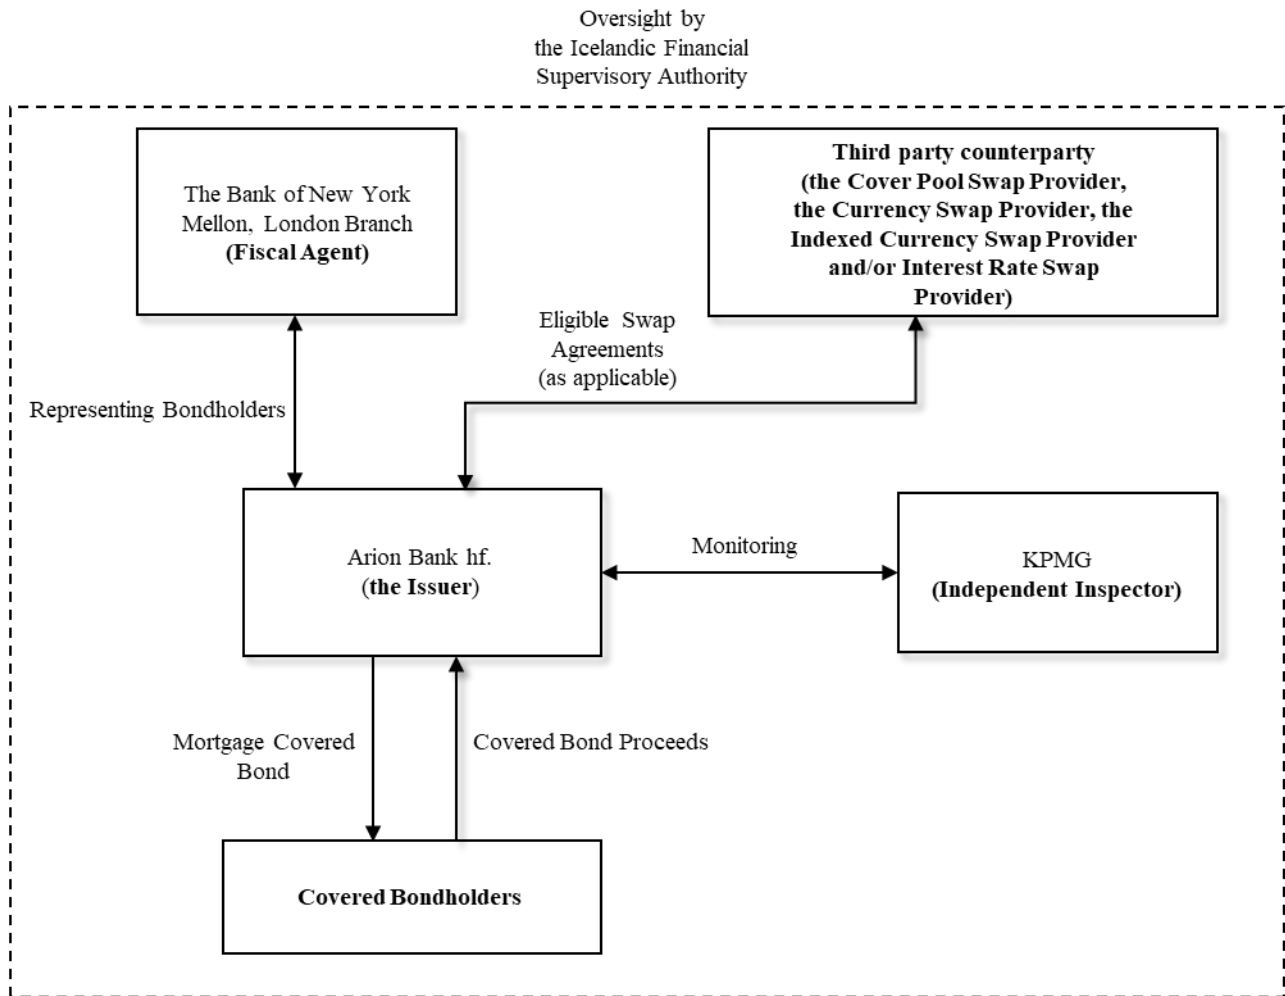 Oversight by
the Icelandic Financial
Supervisory Authority
The Bank of New York
Mellon, London Branch
(Fiscal Agent)
Third party counterparty
(the Cover Pool Swap Provider,
the Currency Swap Provider, the
Indexed Currency Swap Provider
and/or Interest Rate Swap
Provider)
Eligible Swap
Agreements
(as applicable)
Representing Bondholders
Arion Bank hf.
(the Issuer)
Monitoring
KPMG
(Independent Inspector)
Mortgage Covered
Bond
Covered Bond Proceeds
Covered Bondholders